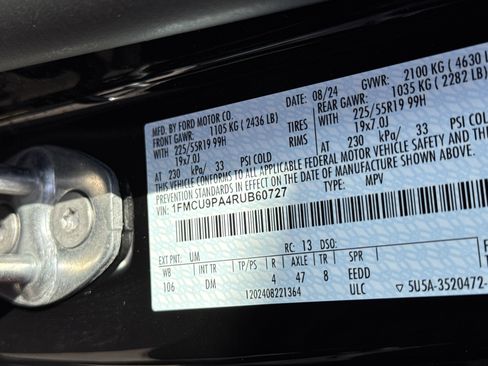 MFD. BY FORD MOTOR CO.
DATE: 08/24 GVWR: 2100 KG ( 4630 L
FRONT GAWR: 1105 KG (2436 LB) REAR GAWR: 1035 KG ( 2282 LB)
WITH 225/55R19 99H TIRES WITH 225/55R19 99H
19x7.0J RIMS 19x7.0J
AT 230 kPa/ 33 PSI COLD AT 230 kPa/ 33 PSI COLD
THIS VEHICLE CONFORMS TO ALL APPLICABLE FEDERAL MOTOR VEHICLE SAFETY AND
PREVENTION STANDARDS IN EFFECT ON THE DATE OF
VIN: 1FMCU9PA4RUB60727 TYPE: MPV
EXT PNT: UM RC: 13 DSO:
WB INT TR TP/PS R AXLE TR SPR
106 DM 4 47 8 EEDD
1202408221364 ULC ▽ 5U5A-3520472-